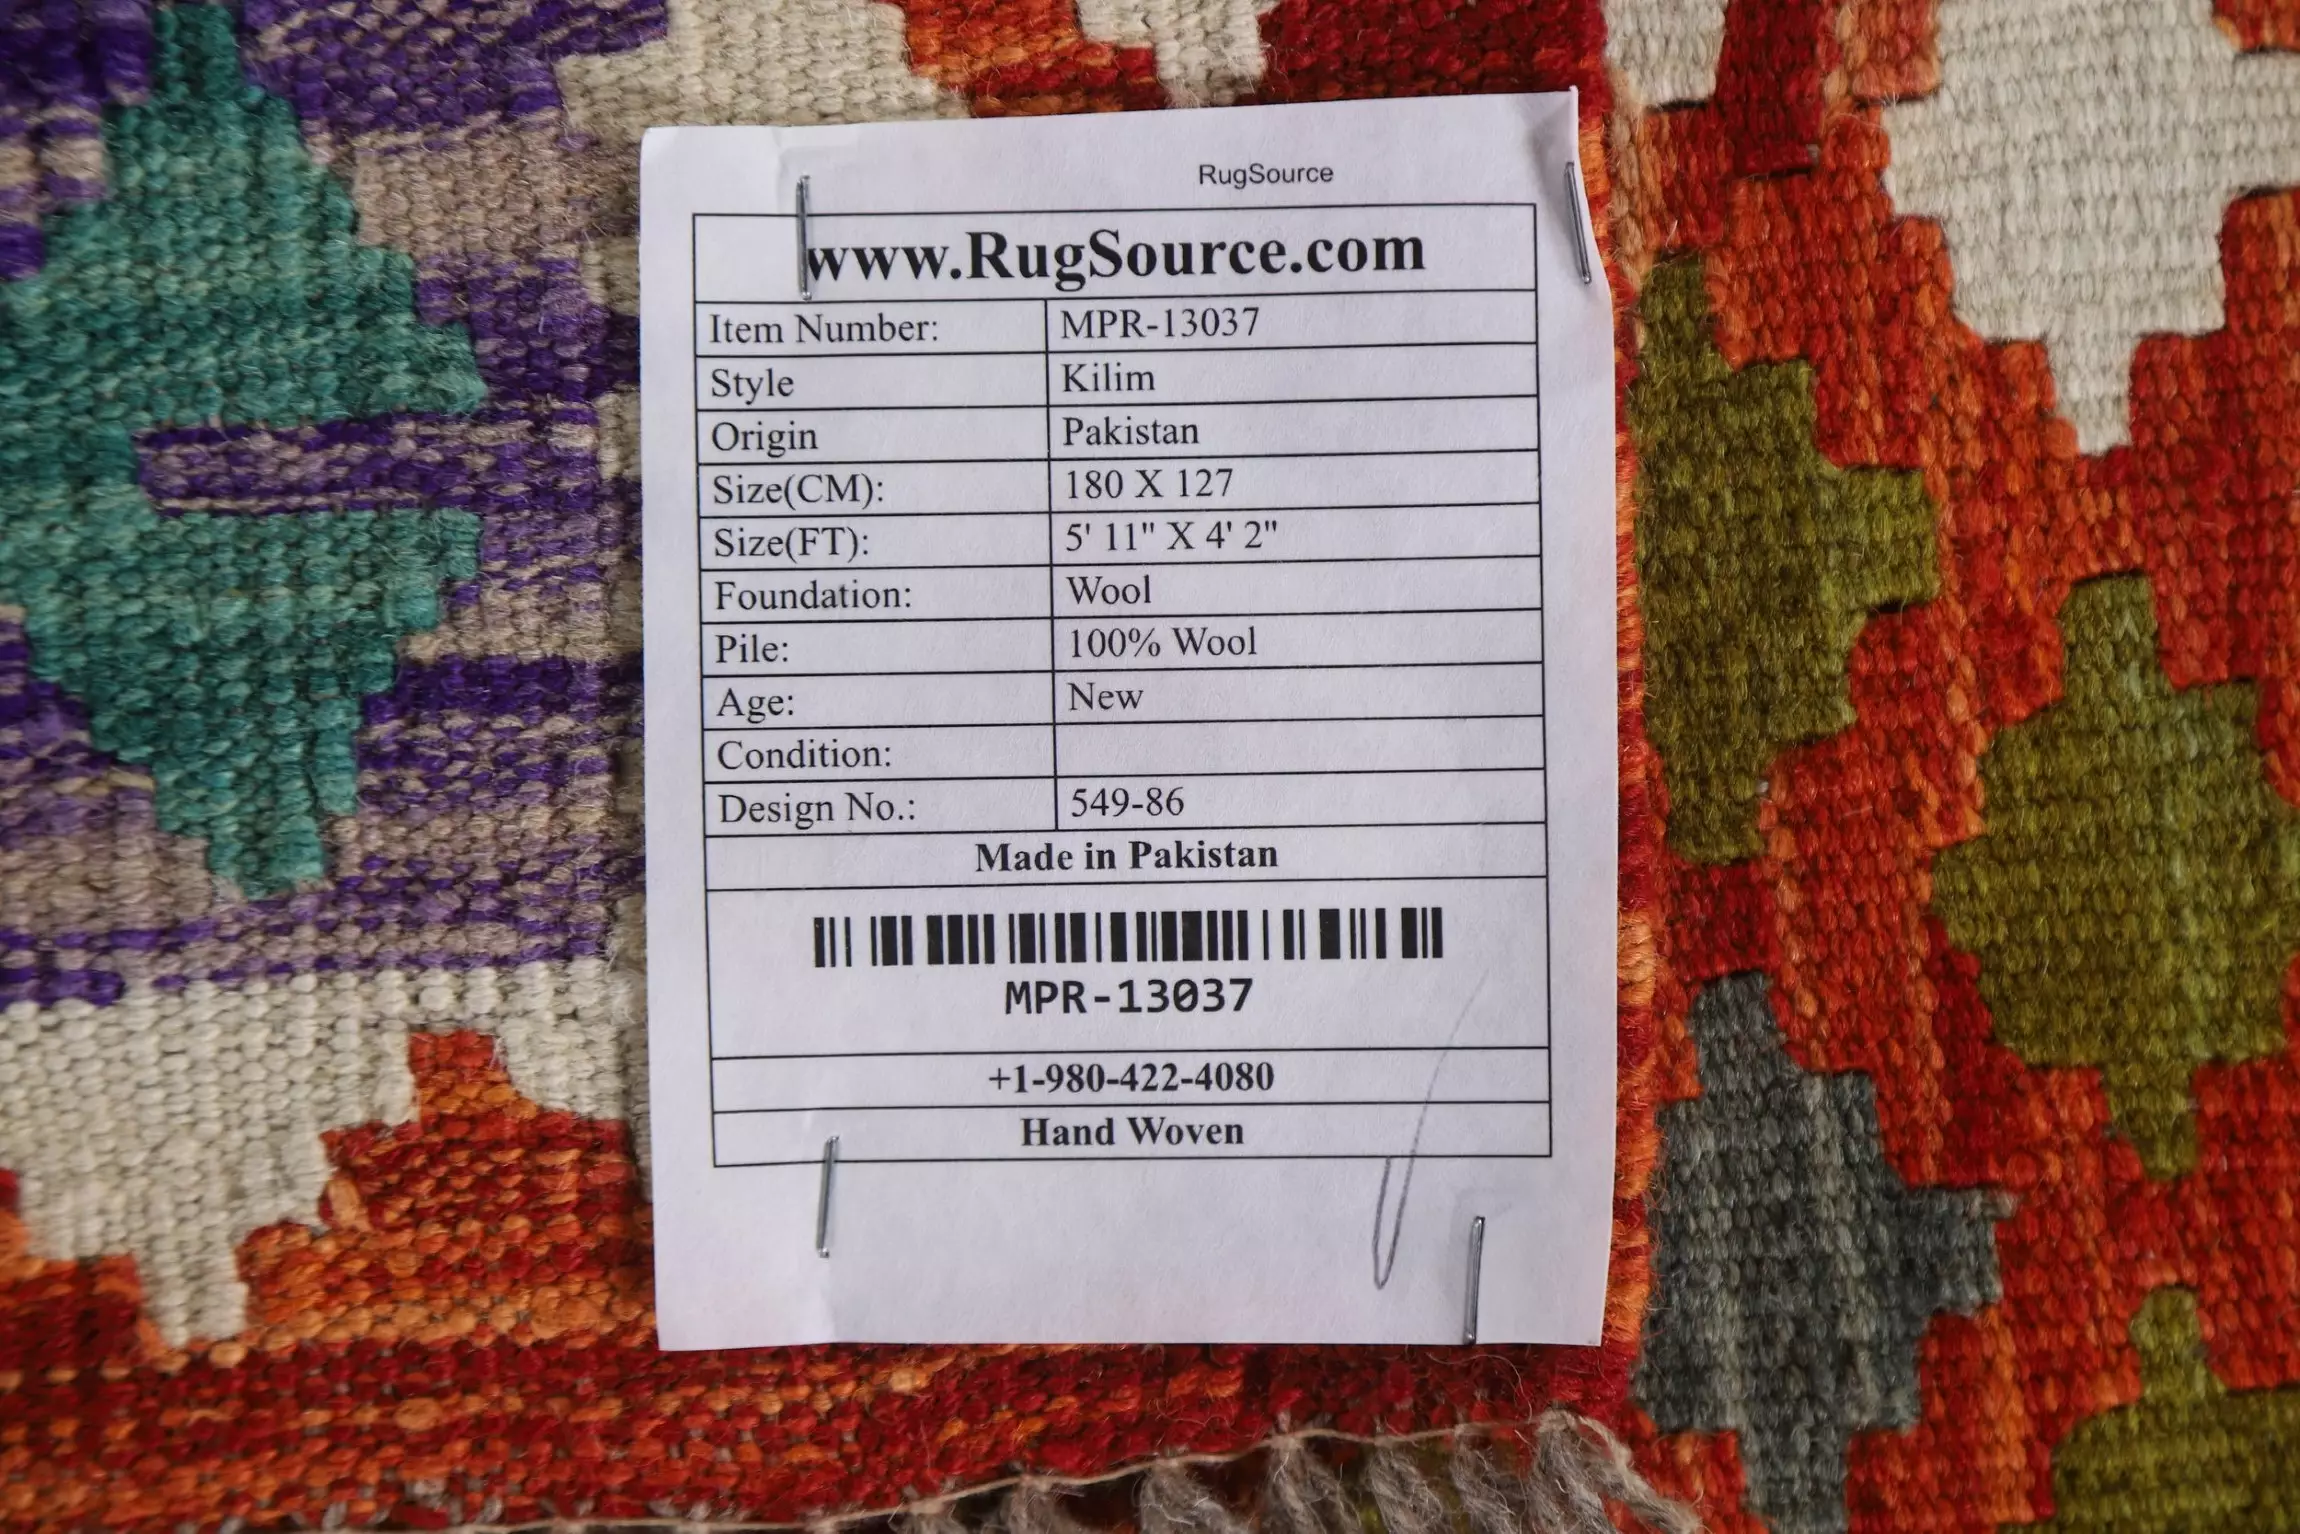 RugSource
www.RugSource.com
Item Number: MPR-13037
Style Kilim
Origin Pakistan
Size(CM): 180 X 127
Size(FT): 5' 11" X 4' 2"
Foundation: Wool
Pile: 100% Wool
Age: New
Condition:
Design No.: 549-86
Made in Pakistan
MPR-13037
+1-980-422-4080
Hand Woven